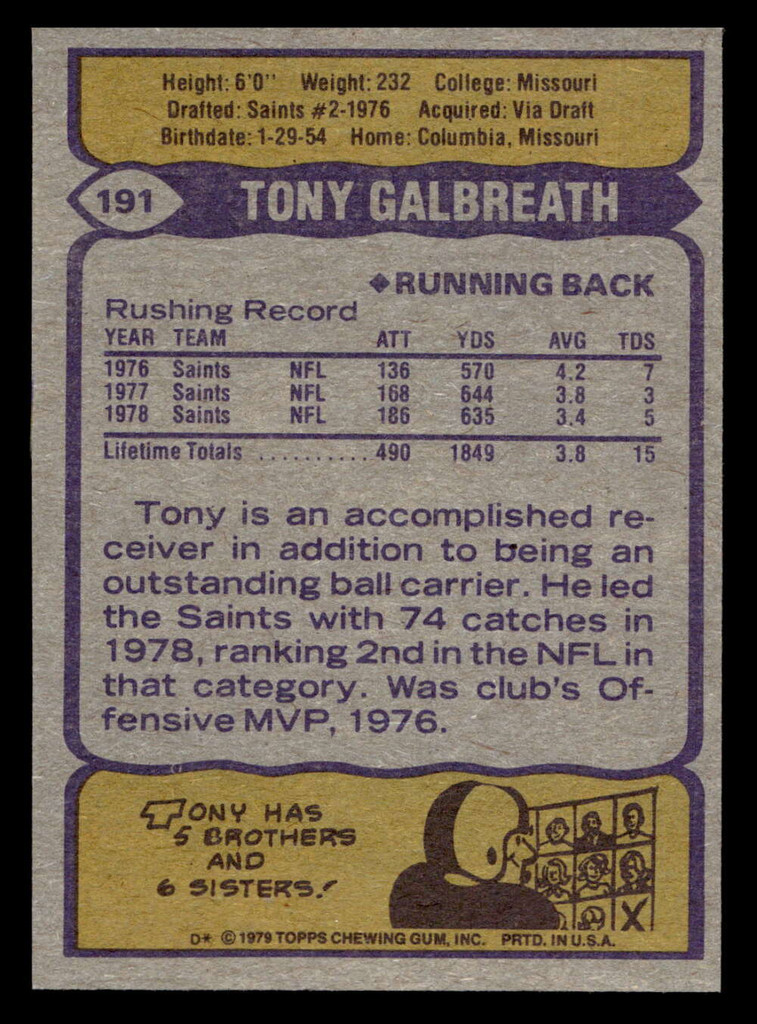 Height: 6'0" Weight: 232 College: Missouri
Drafted: Saints #2-1976 Acquired: Via Draft
Birthdate: 1-29-54 Home: Columbia, Missouri
191 TONY GALBREATH
◆RUNNING BACK
Rushing Record
YEAR TEAM ATT YDS AVG TDS
1976 Saints NFL 136 570 4.2 7
1977 Saints NFL 168 644 3.8 3
1978 Saints NFL 186 635 3.4 5
Lifetime Totals .......... 490 1849 3.8 15
Tony is an accomplished re-
ceiver in addition to being an
outstanding ball carrier. He led
the Saints with 74 catches in
1978, ranking 2nd in the NFL in
that category. Was club's Of-
fensive MVP, 1976.
TONY HAS
5 BROTHERS
AND
6 SISTERS!
X
D* © 1979 TOPPS CHEWING GUM, INC. PRTD. IN U.S.A.